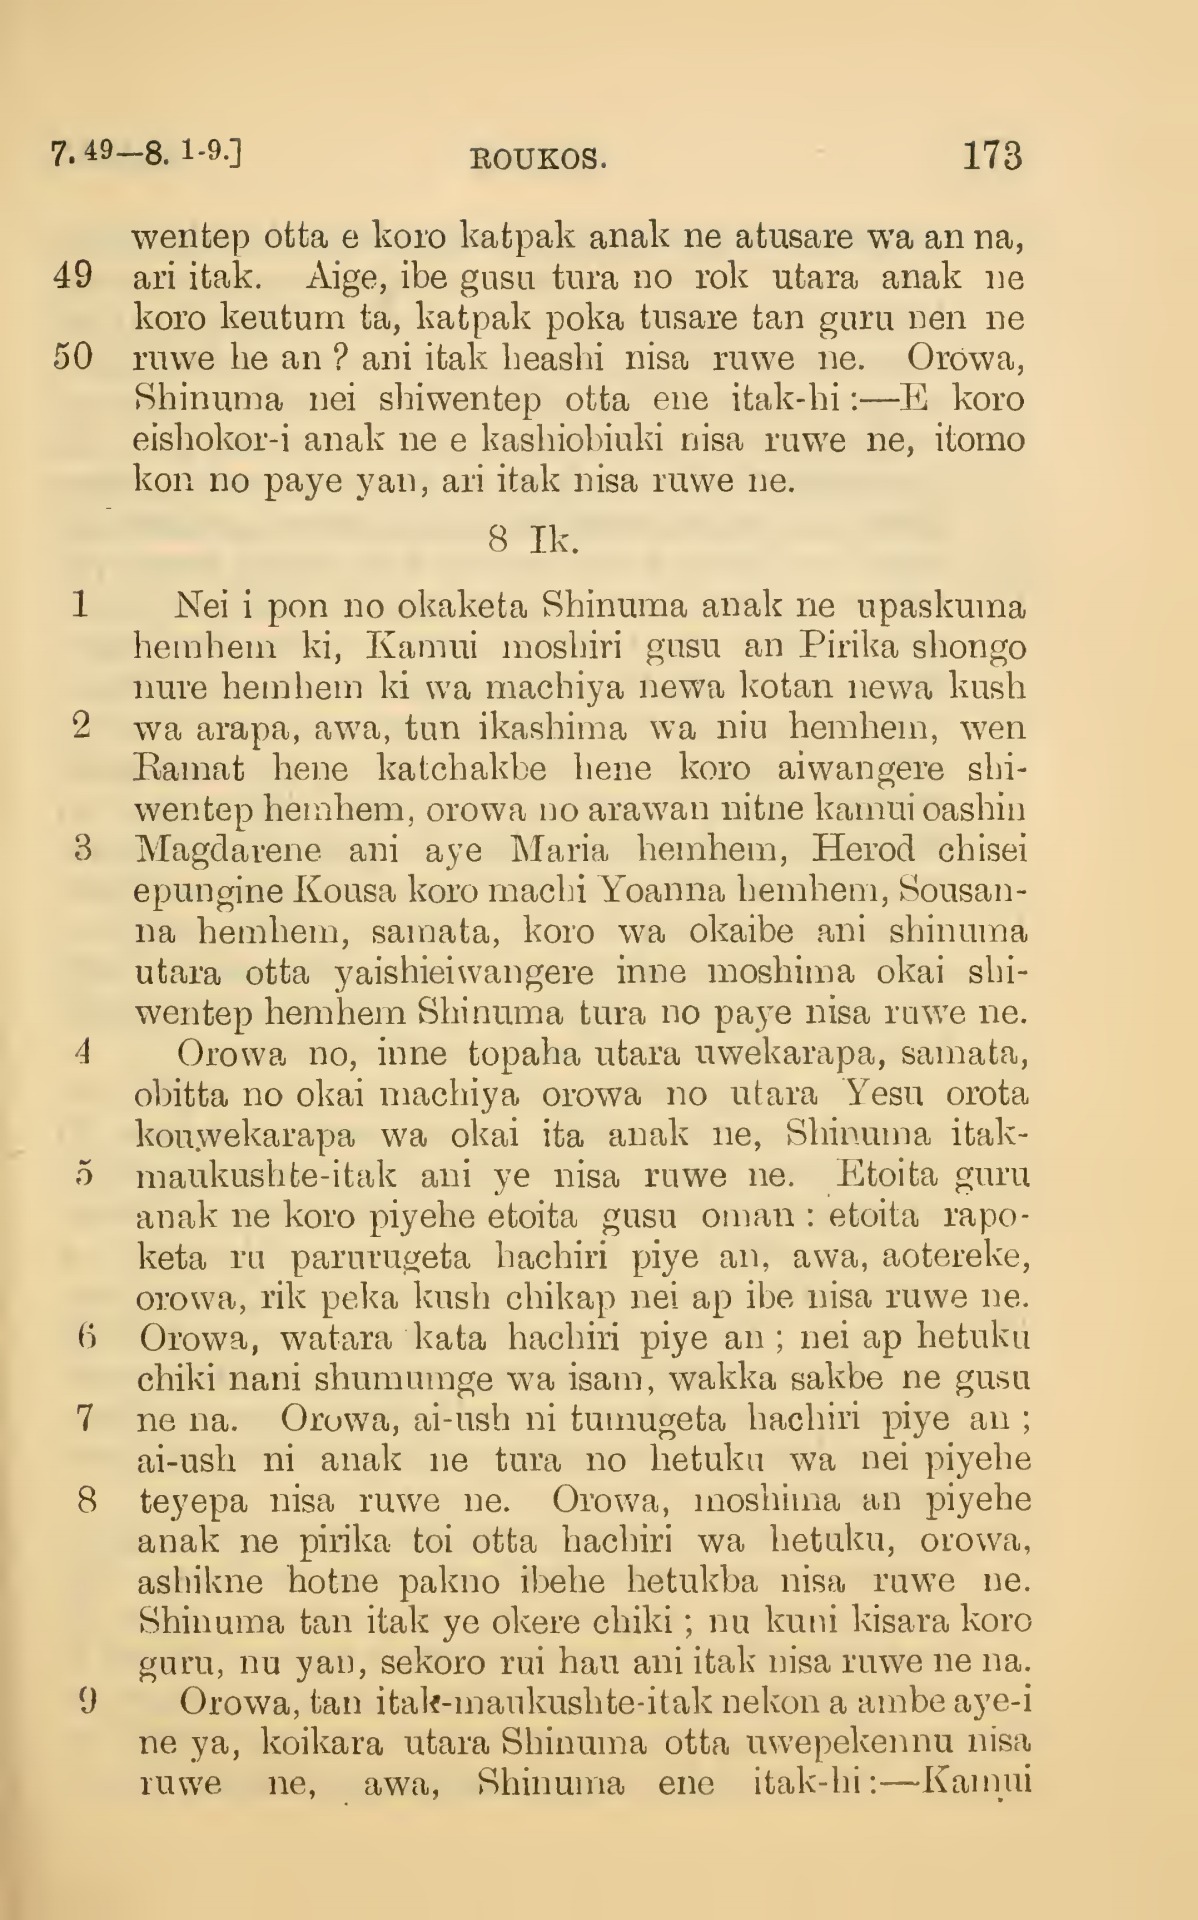 7. 49—8. 1-9.] ROUKOS. 173
wentep otta e koro katpak anak ne atusare wa an na,
49 ari itak. Aige, ibe gusu tura no rok utara anak ne
koro keutum ta, katpak poka tusare tan guru nen ne
50 ruwe he an ? ani itak heashi nisa ruwe ne. Orowa,
Shinuma nei shiwentep otta ene itak-hi :—E koro
eishokor-i anak ne e kashiobiuki nisa ruwe ne, itomo
kon no paye yan, ari itak nisa ruwe ne.
8 Ik.
1 Nei i pon no okaketa Shinuma anak ne upaskuma
hemhem ki, Kamui moshiri gusu an Pirika shongo
nure hemhem ki wa machiya newa kotan newa kush
2 wa arapa, awa, tun ikashima wa niu hemhem, wen
Ramat hene katchakbe hene koro aiwangere shi-
wentep hemhem, orowa no arawan nitne kamui oashin
3 Magdarene ani aye Maria hemhem, Herod chisei
epungine Kousa koro machi Yoanna hemhem, Sousan-
na hemhem, samata, koro wa okaibe ani shinuma
utara otta yaishieiwangere inne moshima okai shi-
wentep hemhem Shinuma tura no paye nisa ruwe ne.
4 Orowa no, inne topaha utara uwekarapa, samata,
obitta no okai machiya orowa no utara Yesu orota
kouwekarapa wa okai ita anak ne, Shinuma itak-
5 maukushte-itak ani ye nisa ruwe ne. Etoita guru
anak ne koro piyehe etoita gusu oman : etoita rapo-
keta ru parurugeta hachiri piye an, awa, aotereke,
orowa, rik peka kush chikap nei ap ibe nisa ruwe ne.
6 Orowa, watara kata hachiri piye an ; nei ap hetuku
chiki nani shumumge wa isam, wakka sakbe ne gusu
7 ne na. Orowa, ai-ush ni tumugeta hachiri piye an ;
ai-ush ni anak ne tura no hetuku wa nei piyehe
8 teyepa nisa ruwe ne. Orowa, moshima an piyehe
anak ne pirika toi otta hachiri wa hetuku, orowa,
ashikne hotne pakno ibehe hetukba nisa ruwe ne.
Shinuma tan itak ye okere chiki ; nu kuni kisara koro
guru, nu yan, sekoro rui hau ani itak nisa ruwe ne na.
9 Orowa, tan itak-maukushte-itak nekon a ambe aye-i
ne ya, koikara utara Shinuma otta uwepekennu nisa
ruwe ne, awa, Shinuma ene itak-hi :—Kamui